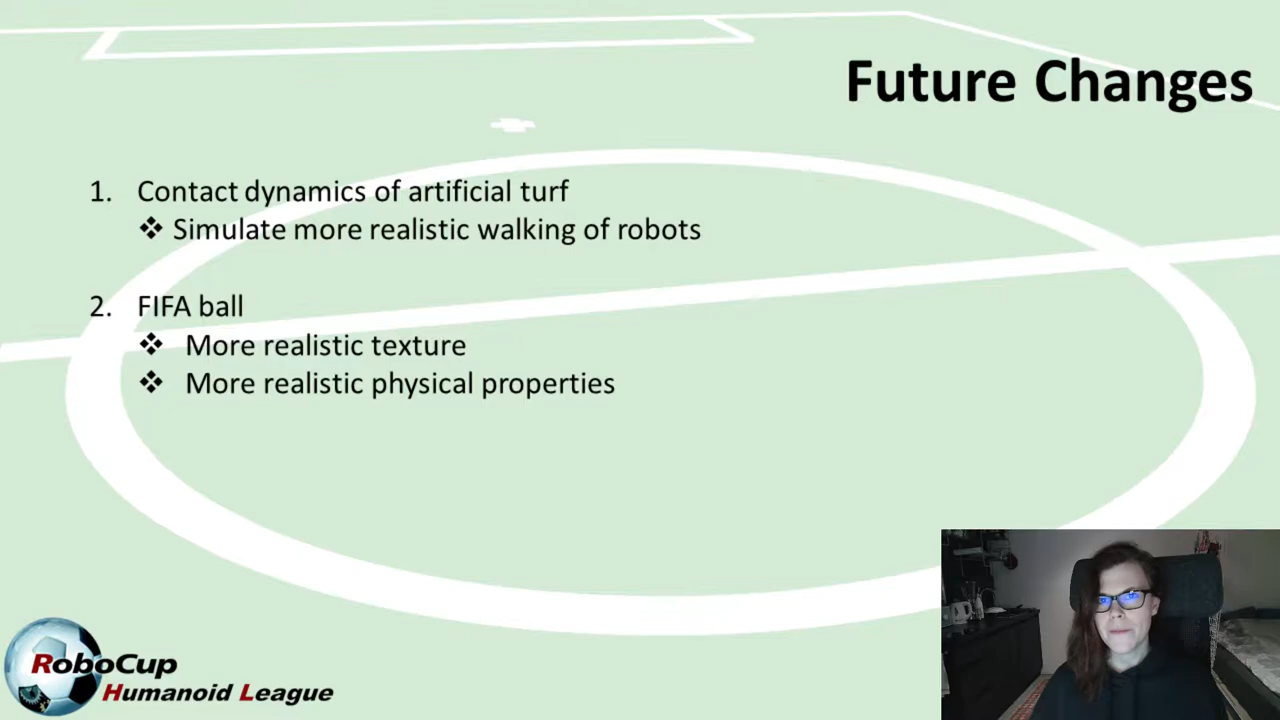 Future Changes
1. Contact dynamics of artificial turf
❖ Simulate more realistic walking of robots
2. FIFA ball
❖ More realistic texture
❖ More realistic physical properties
RoboCup
Humanoid League